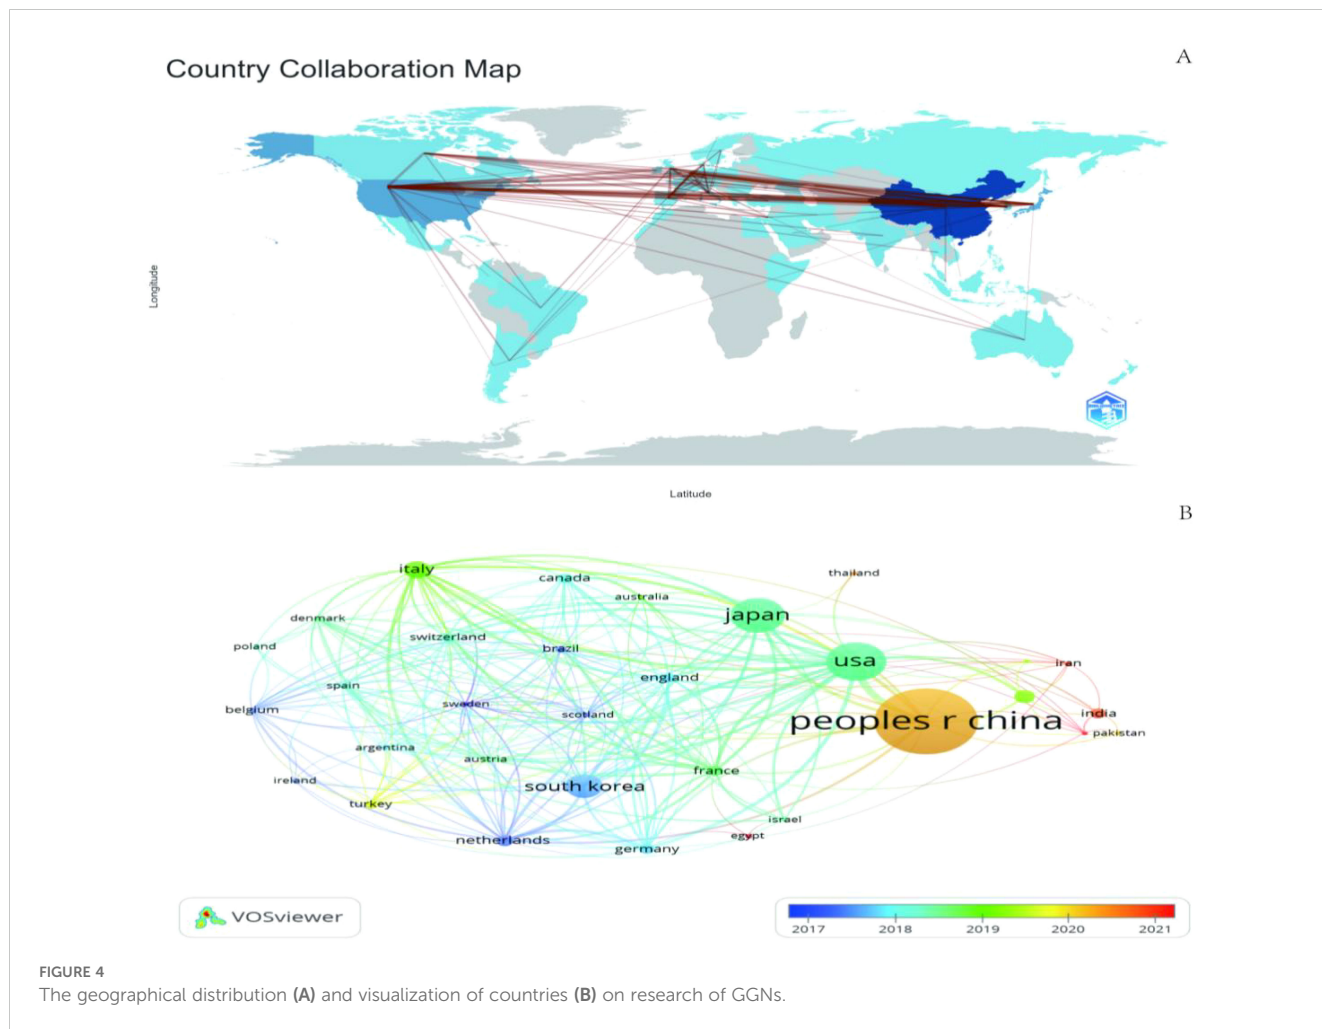 A
Country Collaboration Map
Longitude
Latitude
B
italy
canada
thailand
australia
denmark
japan
switzerland
poland
brazil
usa
iran
england
spain
sweden
belgium
scotland
peoples r china
india
pakistan
argentina
austria
france
ireland
south korea
turkey
israel
egypt
netherlands
germany
VOSviewer
2017 2018 2019 2020 2021
FIGURE 4
The geographical distribution (A) and visualization of countries (B) on research of GGNs.